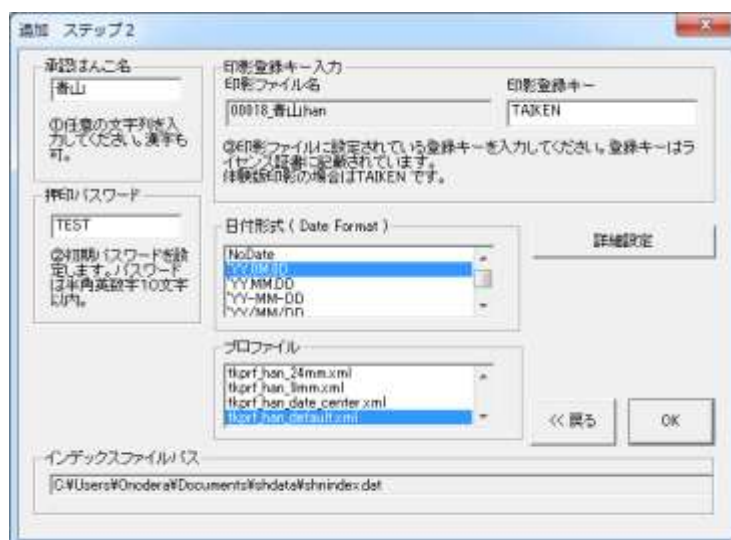 追加 ステップ2
承認はんこ名
青山
①任意の文字列を入
力してください。漢字も
可。
押印パスワード
TEST
②初期パスワードを設
定します。パスワード
は半角英数字10文字
以内。
印影登録キー入力
印影ファイル名
00018_青山.han
印影登録キー
TAIKEN
③印影ファイルに設定されている登録キーを入力してください。登録キーはラ
イセンス証書に記載されています。
体験版印影の場合はTAIKEN です。
日付形式 ( Date Format )
NoDate
'YY.MM.DD
'YY-MM-DD
'YY/MM/DD
詳細設定
プロファイル
tkprf_han_24mm.xml
tkprf_han_9mm.xml
tkprf_han_date_center.xml
tkprf_han_default.xml
<< 戻る
OK
インデックスファイルパス
C:¥Users¥Onodera¥Documents¥shdata¥shnindex.dat